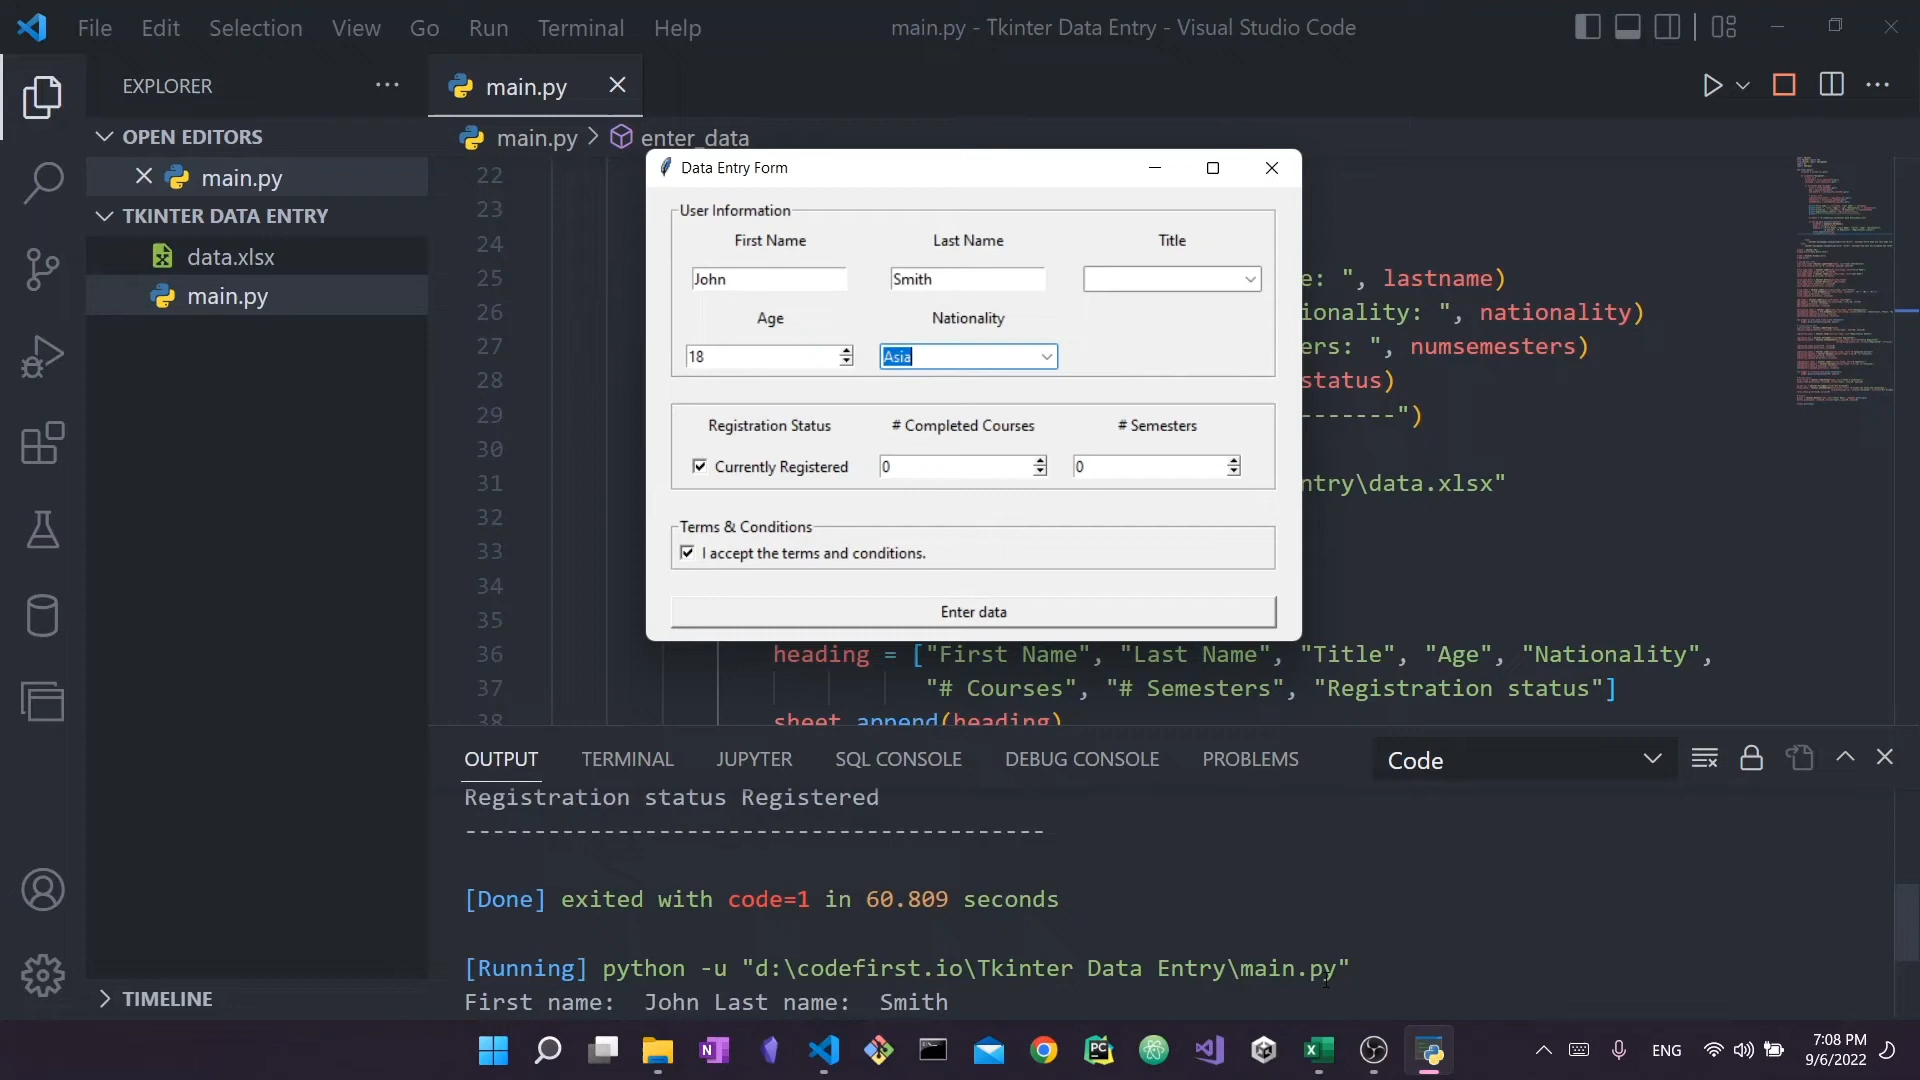 File Edit Selection View Go Run Terminal Help
main.py - Tkinter Data Entry - Visual Studio Code
EXPLORER
main.py
OPEN EDITORS
main.py
TKINTER DATA ENTRY
data.xlsx
main.py
TIMELINE
main.py > enter_data
22
23
24
25 e: ", lastname)
26 ionality: ", nationality)
27 ers: ", numsemesters)
28 status)
29 -------")
30
31 ntry\data.xlsx"
32
33
34
35
36 heading = ["First Name", "Last Name", "Title", "Age", "Nationality",
37 "# Courses", "# Semesters", "Registration status"]
38 sheet.append(heading)
Data Entry Form
User Information
First Name Last Name Title
John Smith
Age Nationality
18 Asia
Registration Status # Completed Courses # Semesters
Currently Registered 0 0
Terms & Conditions
I accept the terms and conditions.
Enter data
OUTPUT TERMINAL JUPYTER SQL CONSOLE DEBUG CONSOLE PROBLEMS
Code
Registration status Registered
------------------------------------------
[Done] exited with code=1 in 60.809 seconds
[Running] python -u "d:\codefirst.io\Tkinter Data Entry\main.py"
First name:  John Last name:  Smith
ENG
7:08 PM
9/6/2022